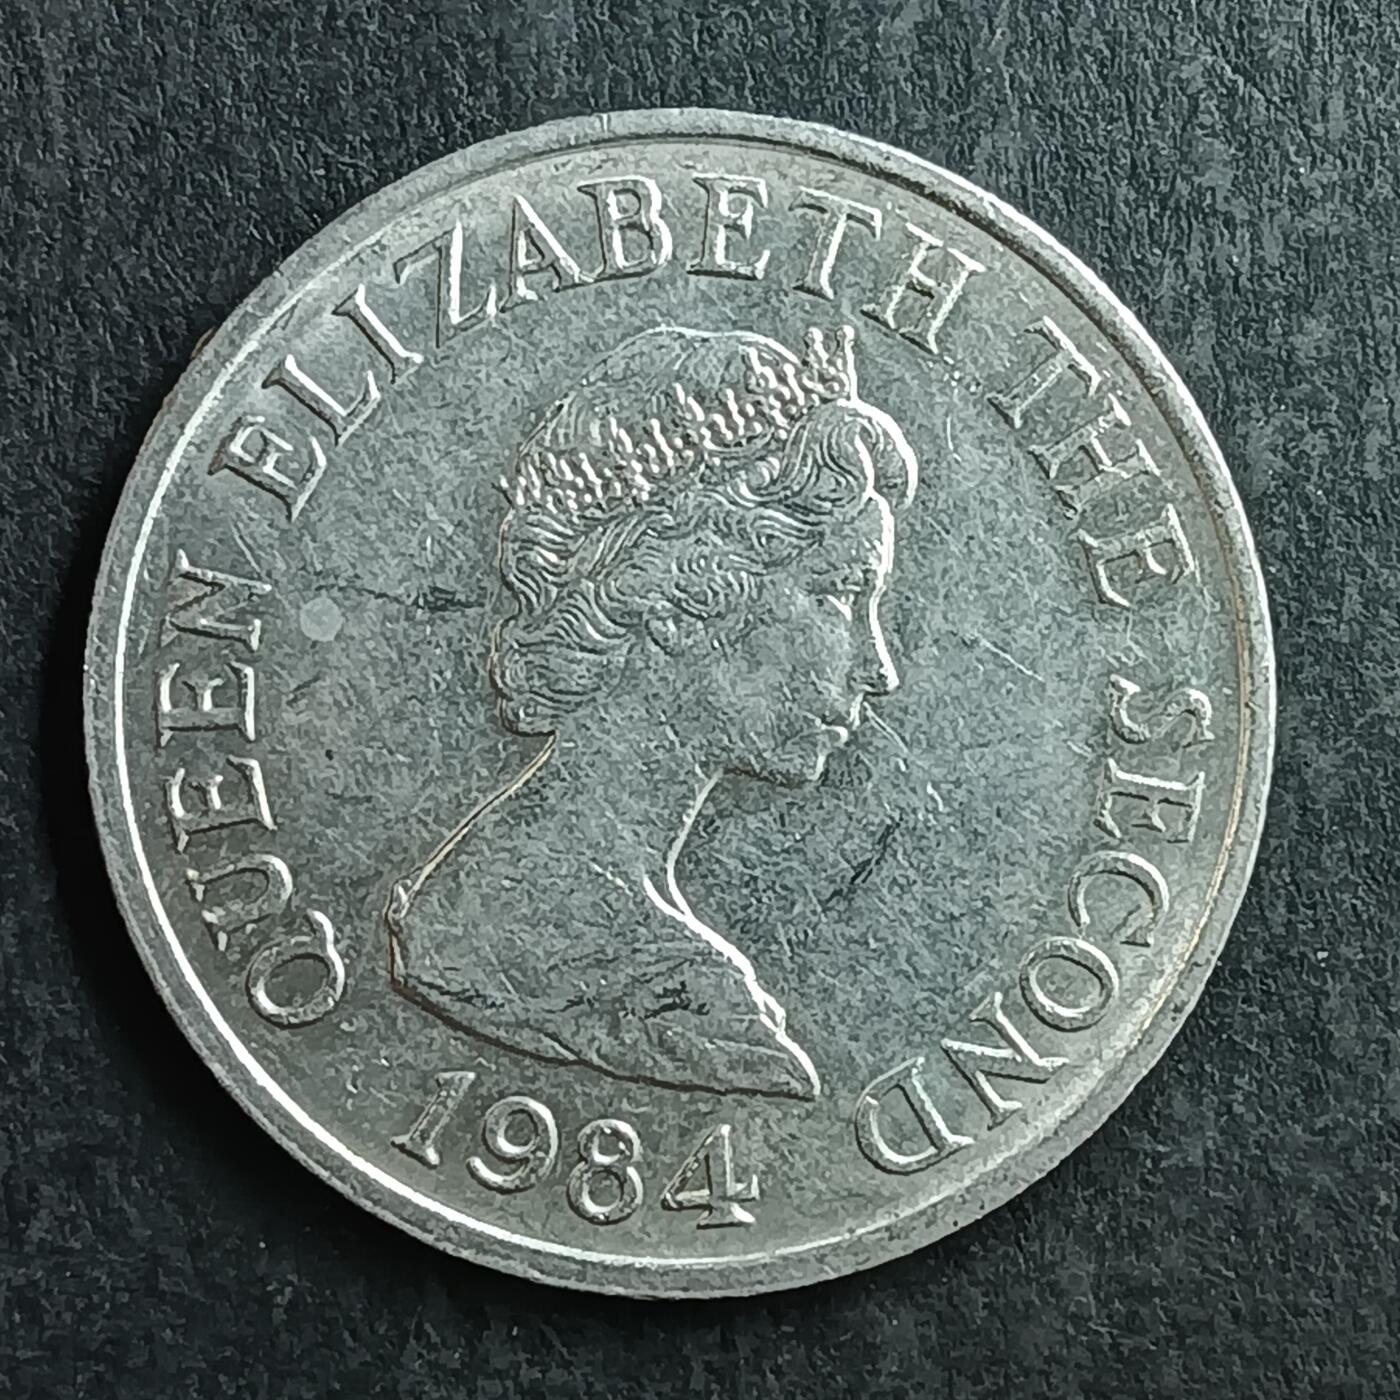 QUEEN ELIZABETH THE SECOND
1984